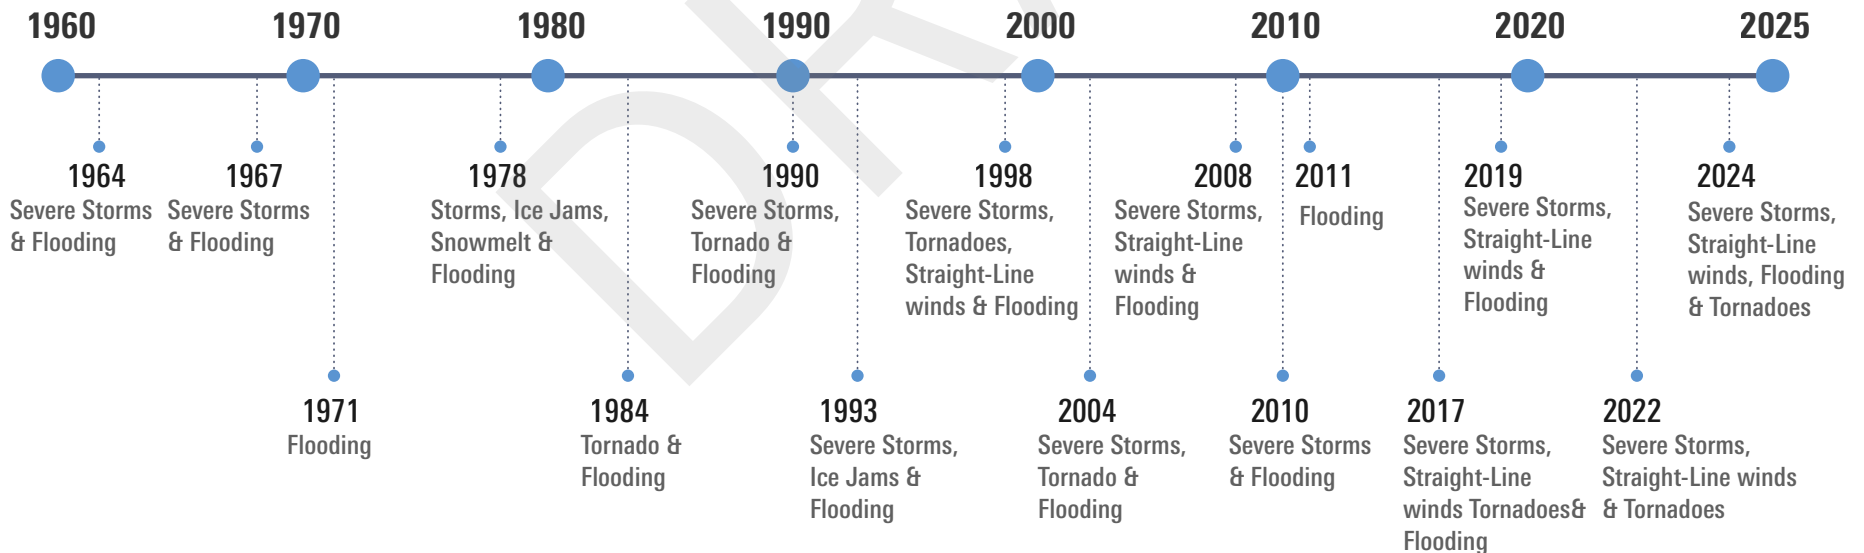 1960
1970
1980
1990
2000
2010
2020
2025
1964
Severe Storms
& Flooding
1967
Severe Storms
& Flooding
1978
Storms, Ice Jams,
Snowmelt &
Flooding
1990
Severe Storms,
Tornado &
Flooding
1998
Severe Storms,
Tornadoes,
Straight-Line
winds & Flooding
2008
Severe Storms,
Straight-Line
winds &
Flooding
2011
Flooding
2019
Severe Storms,
Straight-Line
winds &
Flooding
2024
Severe Storms,
Straight-Line
winds, Flooding
& Tornadoes
1971
Flooding
1984
Tornado &
Flooding
1993
Severe Storms,
Ice Jams &
Flooding
2004
Severe Storms,
Tornado &
Flooding
2010
Severe Storms
& Flooding
2017
Severe Storms,
Straight-Line
winds Tornadoes&
Flooding
2022
Severe Storms,
Straight-Line winds
& Tornadoes